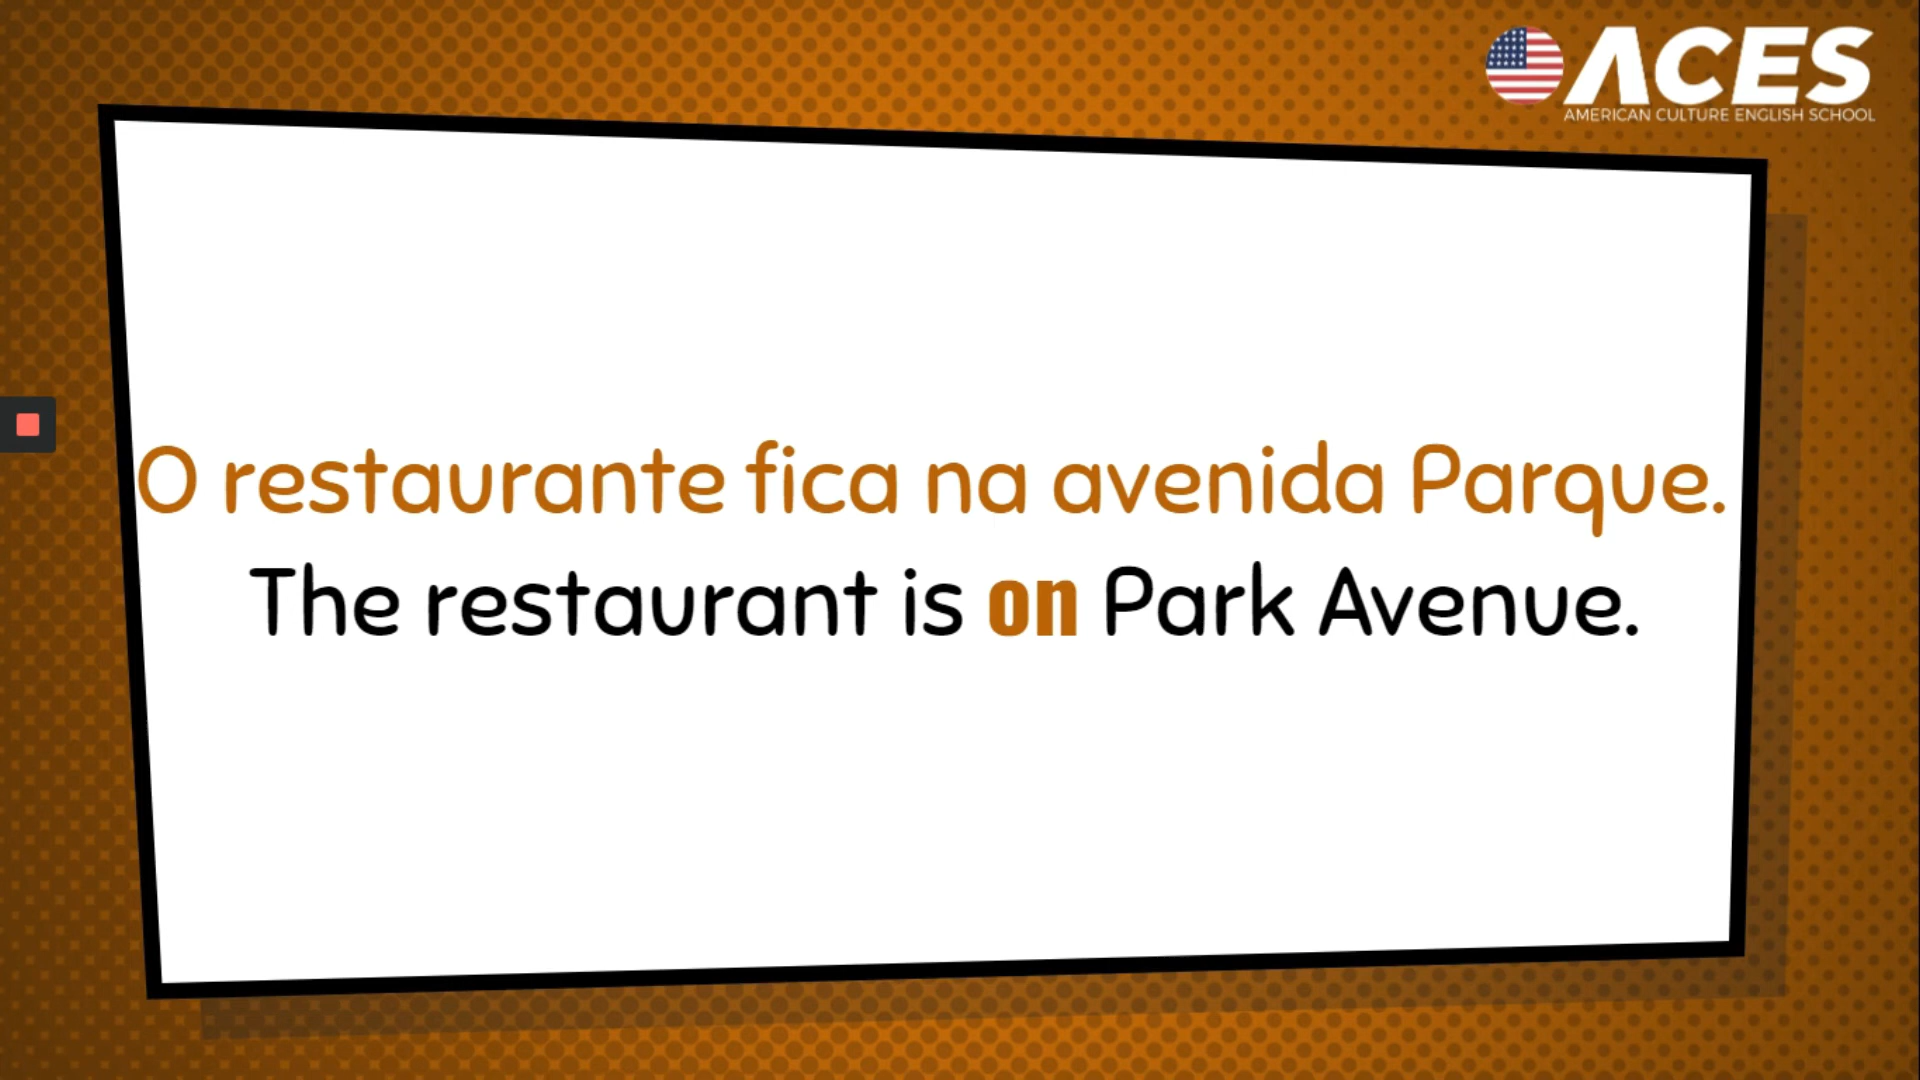 ACES
AMERICAN CULTURE ENGLISH SCHOOL
O restaurante fica na avenida Parque.
The restaurant is on Park Avenue.